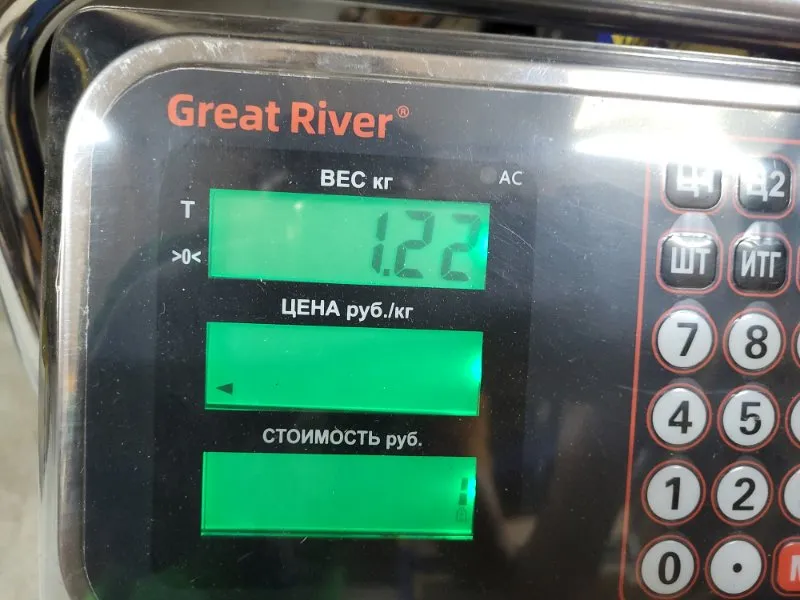 Great River®
ВЕС кг
AC
T
1.22
>0<
ЦЕНА руб./кг
СТОИМОСТЬ руб.
Ц1 Ц2
ШТ ИТГ
7 8
4 5
1 2
0 •
M